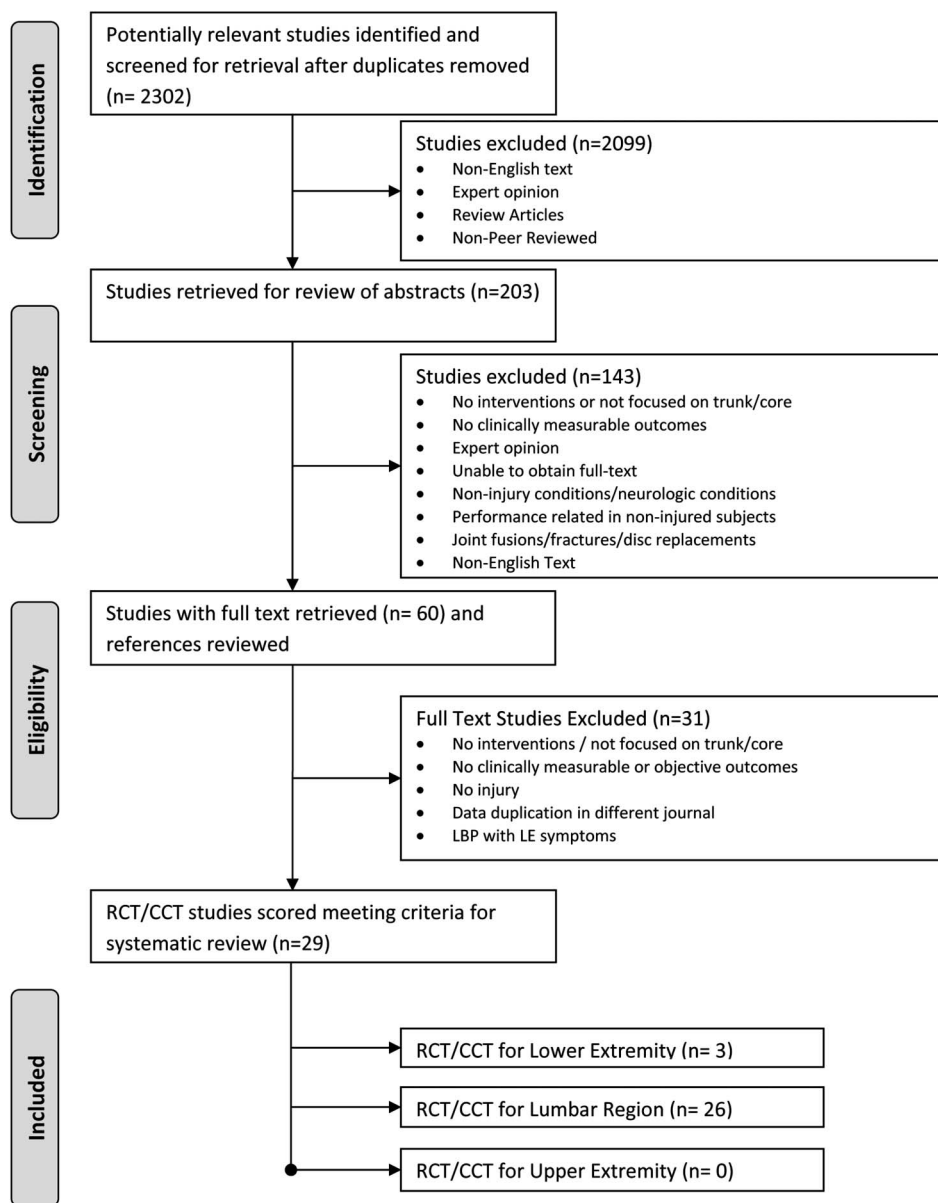 Identification
Potentially relevant studies identified and
screened for retrieval after duplicates removed
(n= 2302)
Studies excluded (n=2099)
• Non-English text
• Expert opinion
• Review Articles
• Non-Peer Reviewed
Screening
Studies retrieved for review of abstracts (n=203)
Studies excluded (n=143)
• No interventions or not focused on trunk/core
• No clinically measurable outcomes
• Expert opinion
• Unable to obtain full-text
• Non-injury conditions/neurologic conditions
• Performance related in non-injured subjects
• Joint fusions/fractures/disc replacements
• Non-English Text
Eligibility
Studies with full text retrieved (n= 60) and
references reviewed
Full Text Studies Excluded (n=31)
• No interventions / not focused on trunk/core
• No clinically measurable or objective outcomes
• No injury
• Data duplication in different journal
• LBP with LE symptoms
RCT/CCT studies scored meeting criteria for
systematic review (n=29)
Included
RCT/CCT for Lower Extremity (n= 3)
RCT/CCT for Lumbar Region (n= 26)
RCT/CCT for Upper Extremity (n= 0)